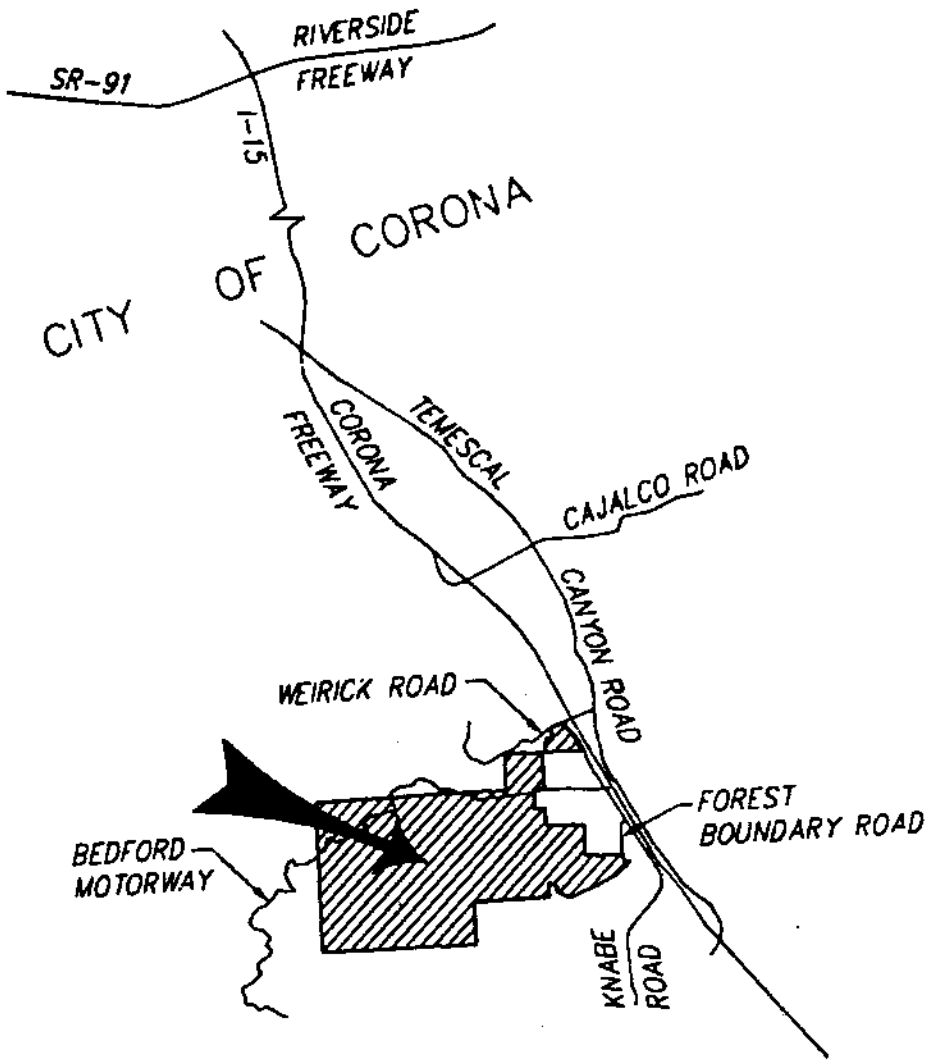 RIVERSIDE
FREEWAY
SR-91
I-15
CITY OF CORONA
CORONA
FREEWAY
TEMESCAL
CANYON ROAD
CAJALCO ROAD
WEIRICK ROAD
FOREST
BOUNDARY ROAD
BEDFORD
MOTORWAY
KNABE
ROAD